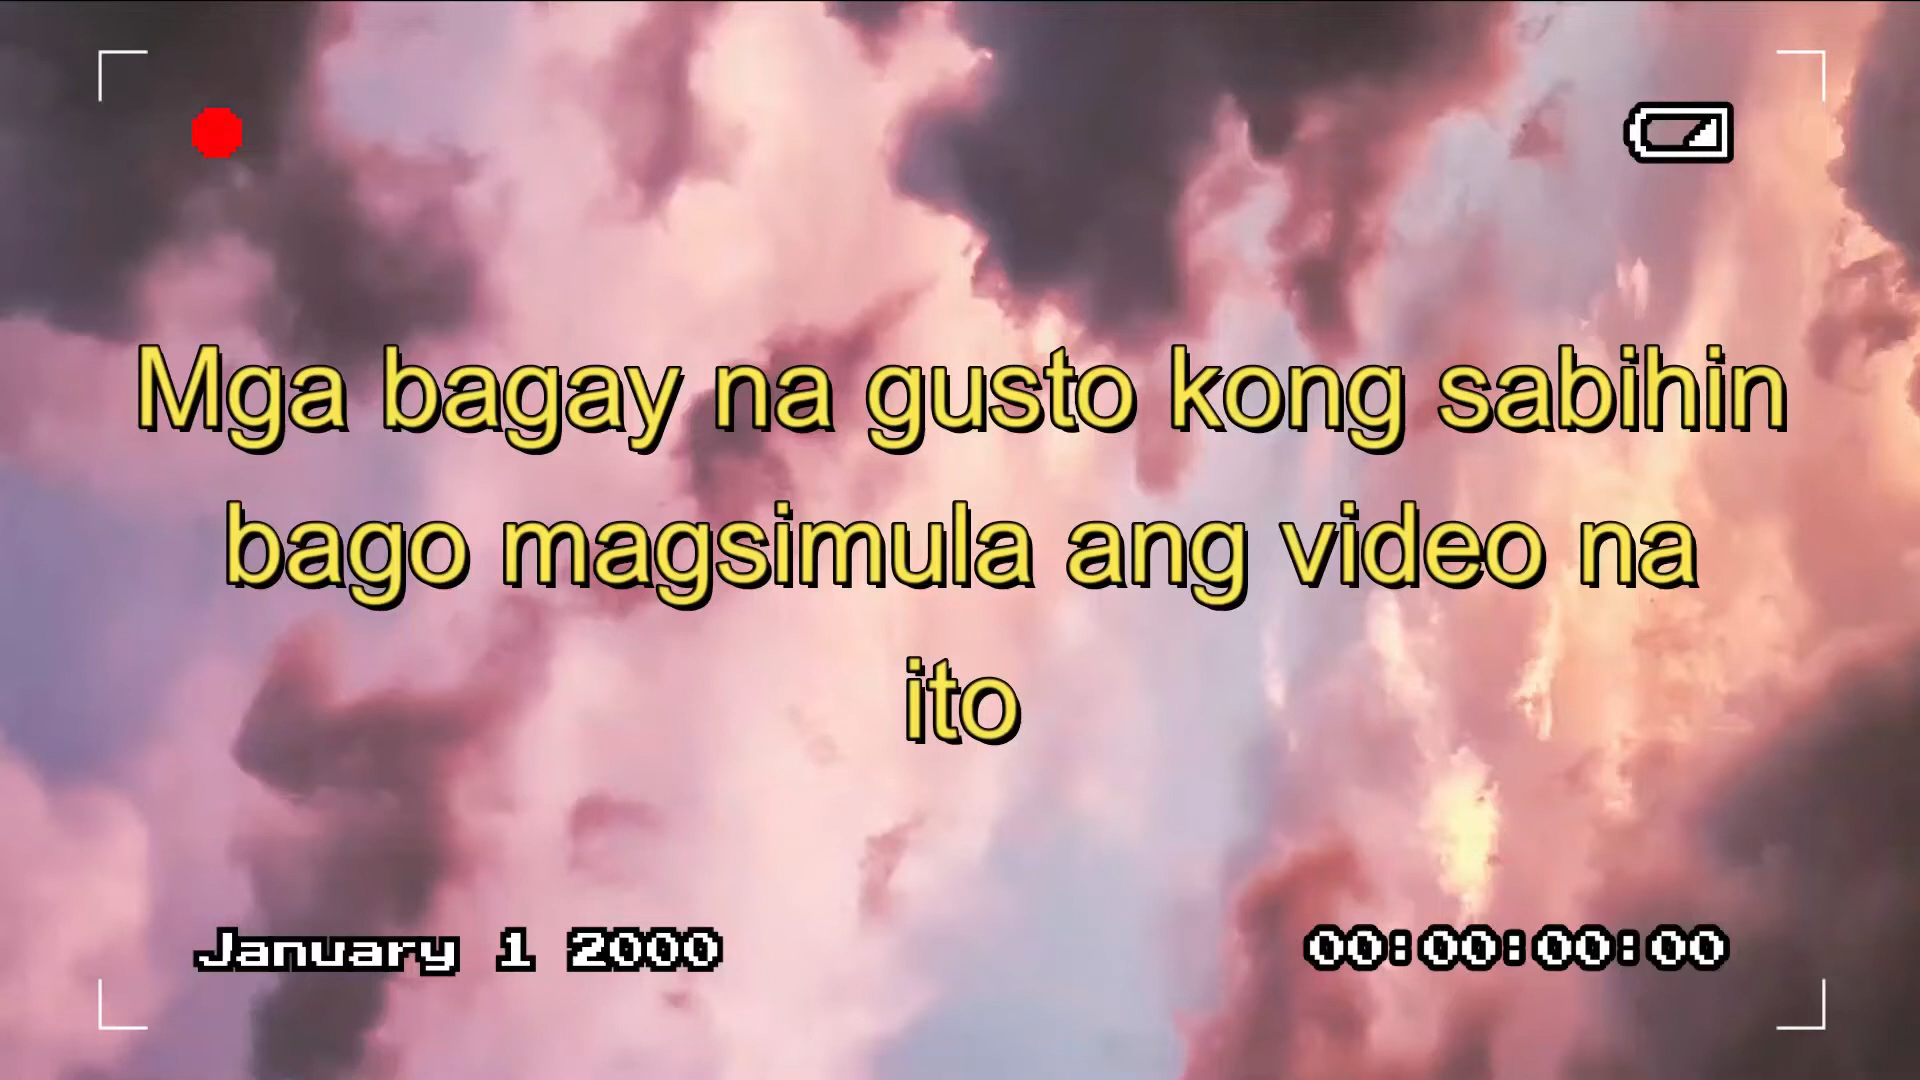 Mga bagay na gusto kong sabihin
bago magsimula ang video na
ito
January 1 2000
00:00:00:00